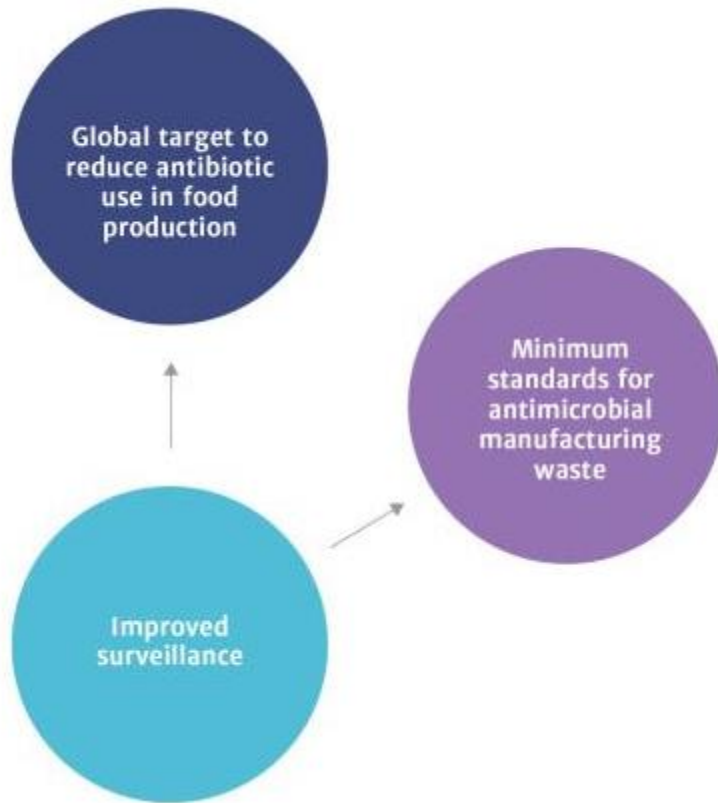 Global target to
reduce antibiotic
use in food
production
Minimum
standards for
antimicrobial
manufacturing
waste
Improved
surveillance